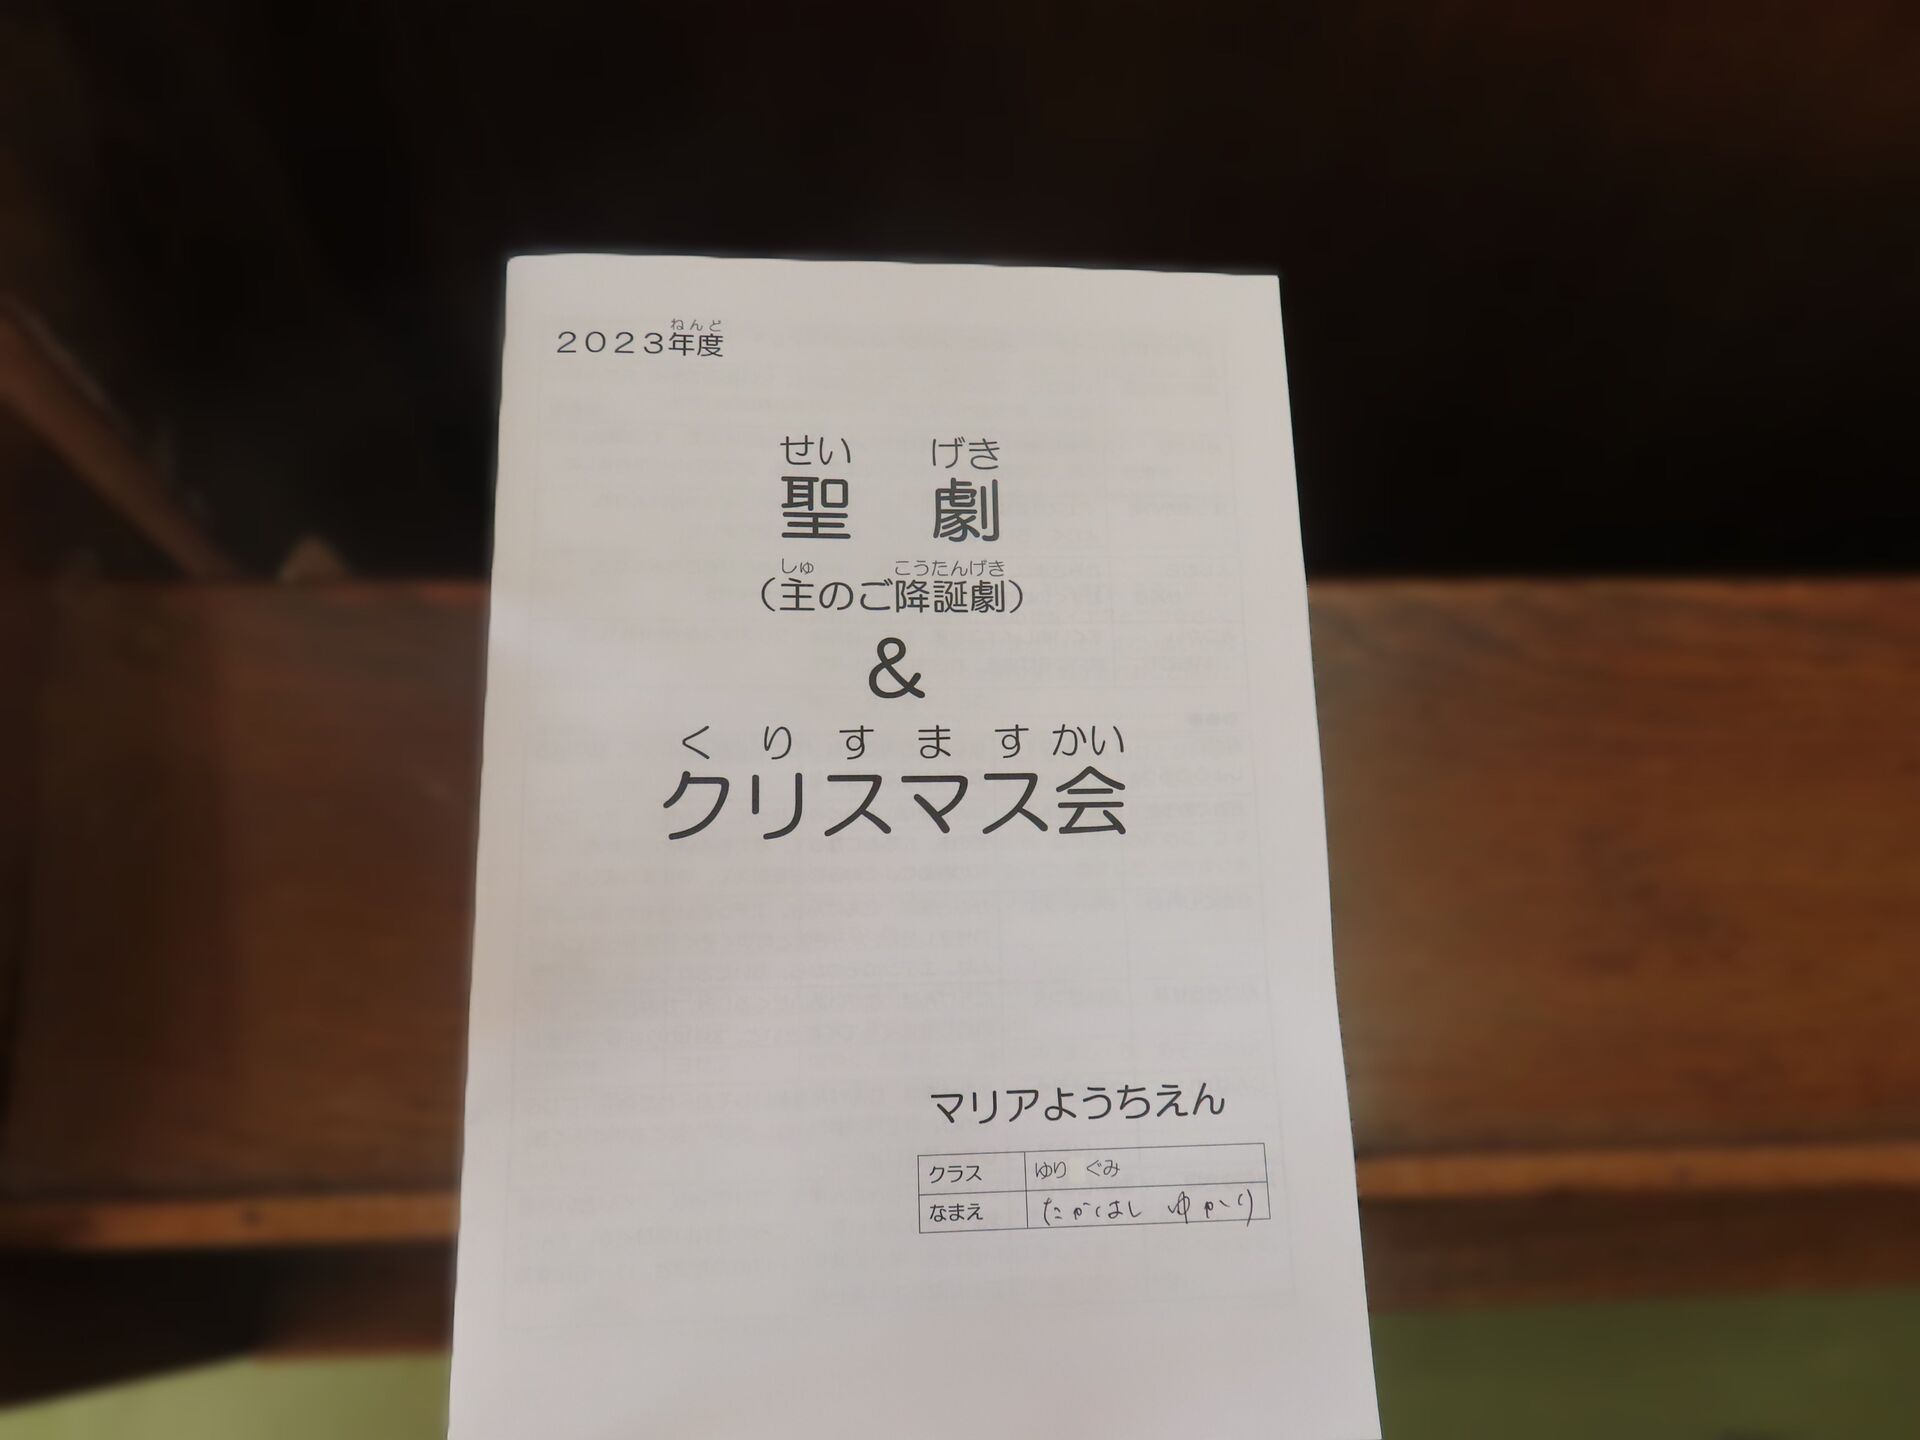 ねんど
2023年度
せい げき
聖 劇
しゅ こうたんげき
（主のご降誕劇）
&
くりすますかい
クリスマス会
マリアようちえん
クラス ゆり ぐみ
なまえ たかはし ゆかり